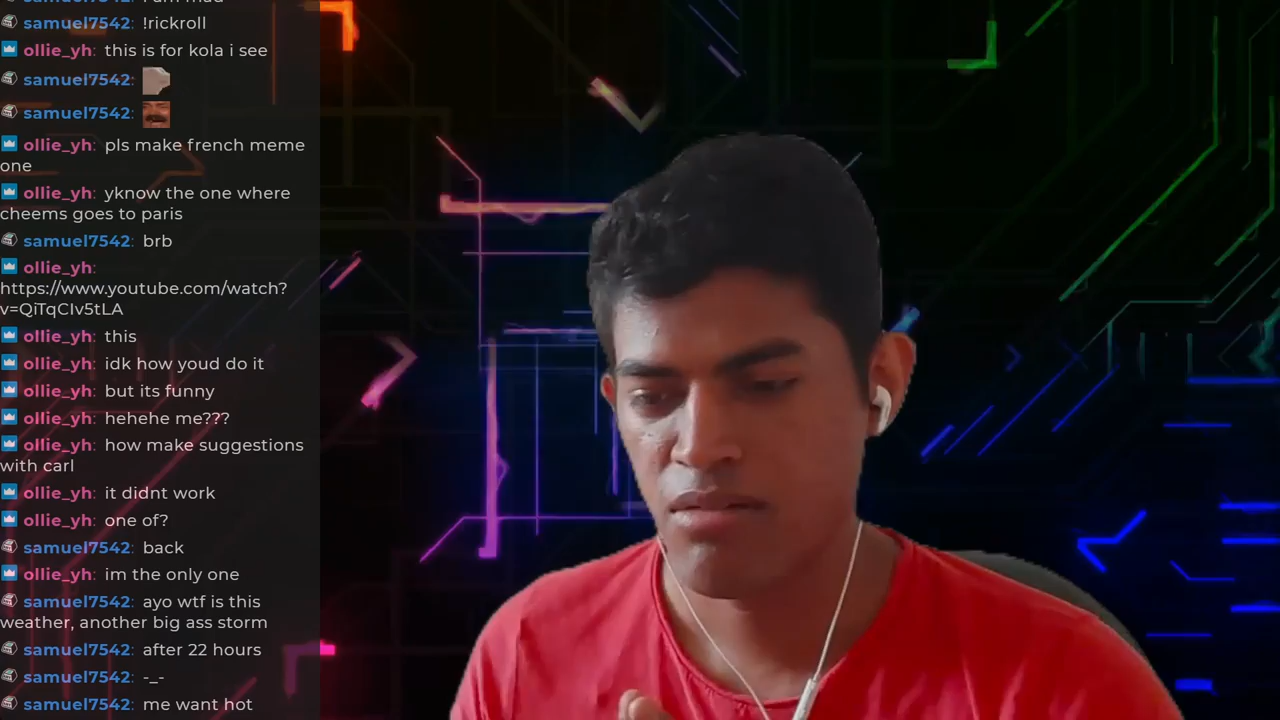 samuel7542: !rickroll
ollie_yh: this is for kola i see
samuel7542:
samuel7542:
ollie_yh: pls make french meme
one
ollie_yh: yknow the one where
cheems goes to paris
samuel7542: brb
ollie_yh:
https://www.youtube.com/watch?
v=QiTqCIv5tLA
ollie_yh: this
ollie_yh: idk how youd do it
ollie_yh: but its funny
ollie_yh: hehehe me???
ollie_yh: how make suggestions
with carl
ollie_yh: it didnt work
ollie_yh: one of?
samuel7542: back
ollie_yh: im the only one
samuel7542: ayo wtf is this
weather, another big ass storm
samuel7542: after 22 hours
samuel7542: -_-
samuel7542: me want hot